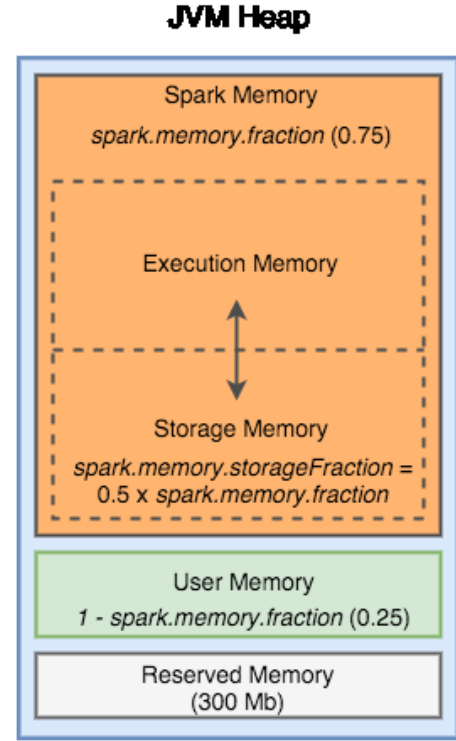 JVM Heap
Spark Memory
spark.memory.fraction (0.75)
Execution Memory
Storage Memory
spark.memory.storageFraction =
0.5 x spark.memory.fraction
User Memory
1 - spark.memory.fraction (0.25)
Reserved Memory
(300 Mb)